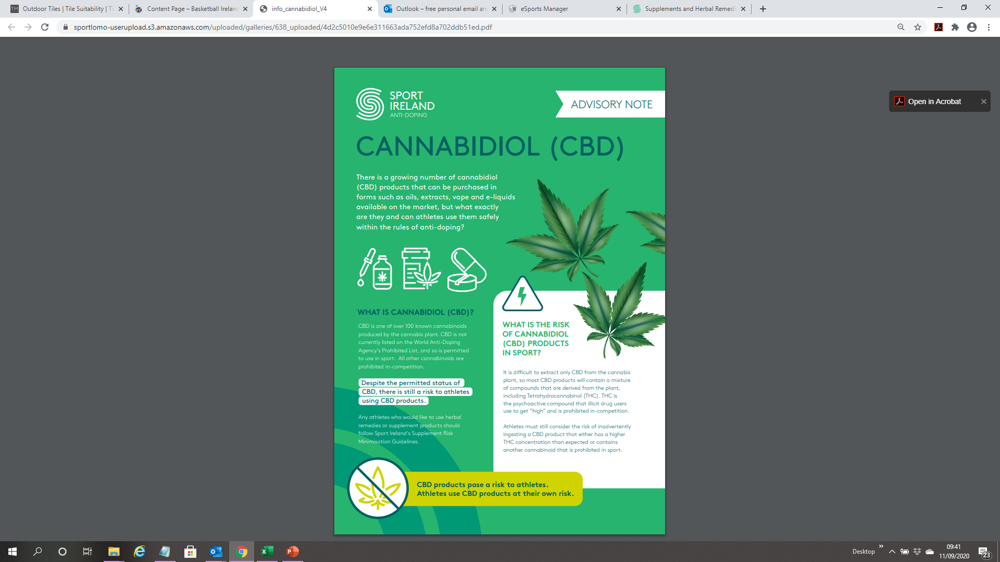 TM Outdoor Tiles | Tile Suitability |
Content Page – Basketball Irelan
info_cannabidiol_V4
Outlook – free personal email an
eSports Manager
Supplements and Herbal Remedi
sportlomo-userupload.s3.amazonaws.com/uploaded/galleries/638_uploaded/4d2c5010e9e6e311663ada752efd8a702ddb51ed.pdf
Open in Acrobat
SPORT
IRELAND
ANTI-DOPING
ADVISORY NOTE
CANNABIDIOL (CBD)
There is a growing number of cannabidiol
(CBD) products that can be purchased in
forms such as oils, extracts, vape and e-liquids
available on the market, but what exactly
are they and can athletes use them safely
within the rules of anti-doping?
WHAT IS CANNABIDIOL (CBD)?
CBD is one of over 100 known cannabinoids
produced by the cannabis plant. CBD is not
currently listed on the World Anti-Doping
Agency's Prohibited List, and so is permitted
to use in sport. All other cannabinoids are
prohibited in-competition.
Despite the permitted status of
CBD, there is still a risk to athletes
using CBD products.
Any athletes who would like to use herbal
remedies or supplement products should
follow Sport Ireland's Supplement Risk
Minimisation Guidelines.
WHAT IS THE RISK
OF CANNABIDIOL
(CBD) PRODUCTS
IN SPORT?
It is difficult to extract only CBD from the cannabis
plant, so most CBD products will contain a mixture
of compounds that are derived from the plant,
including Tetrahydrocannabinol (THC). THC is
the psychoactive compound that illicit drug users
use to get “high” and is prohibited in-competition.
Athletes must still consider the risk of inadvertently
ingesting a CBD product that either has a higher
THC concentration than expected or contains
another cannabinoid that is prohibited in sport.
CBD products pose a risk to athletes.
Athletes use CBD products at their own risk.
Desktop
09:41
11/09/2020
23